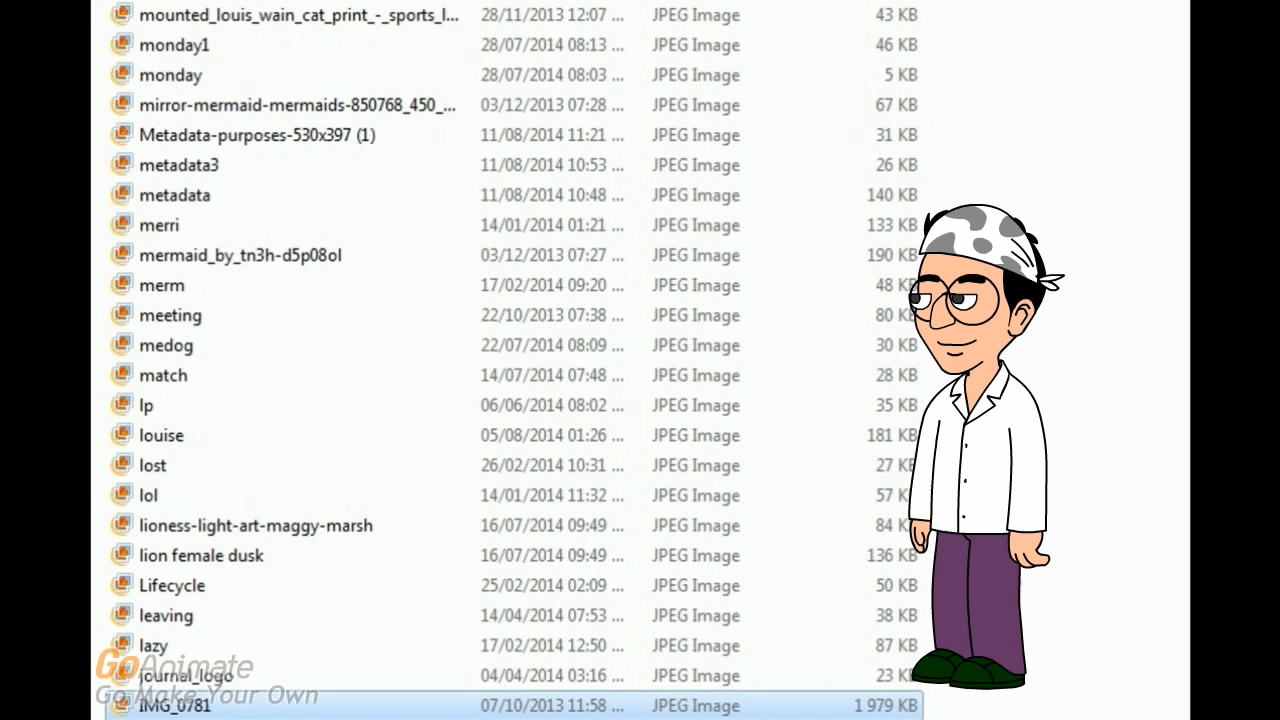 mounted_louis_wain_cat_print_-_sports_l... 28/11/2013 12:07 ... JPEG Image 43 KB
monday1 28/07/2014 08:13 ... JPEG Image 46 KB
monday 28/07/2014 08:03 ... JPEG Image 5 KB
mirror-mermaid-mermaids-850768_450_... 03/12/2013 07:28 ... JPEG Image 67 KB
Metadata-purposes-530x397 (1) 11/08/2014 11:21 ... JPEG Image 31 KB
metadata3 11/08/2014 10:53 ... JPEG Image 26 KB
metadata 11/08/2014 10:48 ... JPEG Image 140 KB
merri 14/01/2014 01:21 ... JPEG Image 133 KB
mermaid_by_tn3h-d5p08ol 03/12/2013 07:27 ... JPEG Image 190 KB
merm 17/02/2014 09:20 ... JPEG Image 48 KB
meeting 22/10/2013 07:38 ... JPEG Image 80 KB
medog 22/07/2014 08:09 ... JPEG Image 30 KB
match 14/07/2014 07:48 ... JPEG Image 28 KB
lp 06/06/2014 08:02 ... JPEG Image 35 KB
louise 05/08/2014 01:26 ... JPEG Image 181 KB
lost 26/02/2014 10:31 ... JPEG Image 27 KB
lol 14/01/2014 11:32 ... JPEG Image 57 K
lioness-light-art-maggy-marsh 16/07/2014 09:49 ... JPEG Image 84 K
lion female dusk 16/07/2014 09:49 ... JPEG Image 136 KB
Lifecycle 25/02/2014 02:09 ... JPEG Image 50 KB
leaving 14/04/2014 07:53 ... JPEG Image 38 KB
lazy 17/02/2014 12:50 ... JPEG Image 87 KB
GoAnimate
journal_logo 04/04/2014 03:16 ... JPEG Image 23 KB
Go Make Your Own
IMG_0781 07/10/2013 11:58 ... JPEG Image 1 979 KB